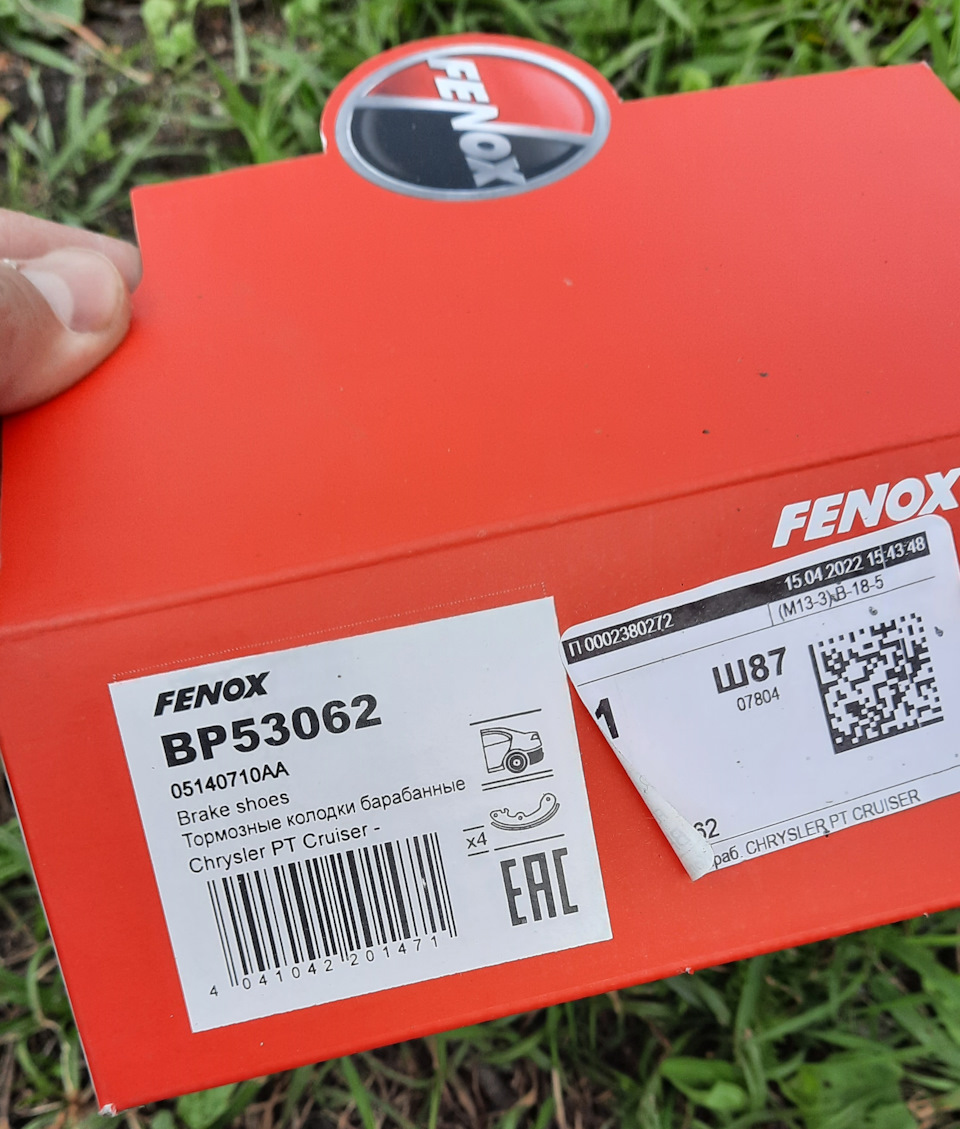 FENOX
FENOX
П 0002380272
15.04.2022 15:43:48
(М13-3)-В-18-5
Ш87
07804
1
62
раб. CHRYSLER PT CRUISER
FENOX
BP53062
05140710AA
Brake shoes
Тормозные колодки барабанные
Chrysler PT Cruiser -
x4
EAC
4 041042 201471